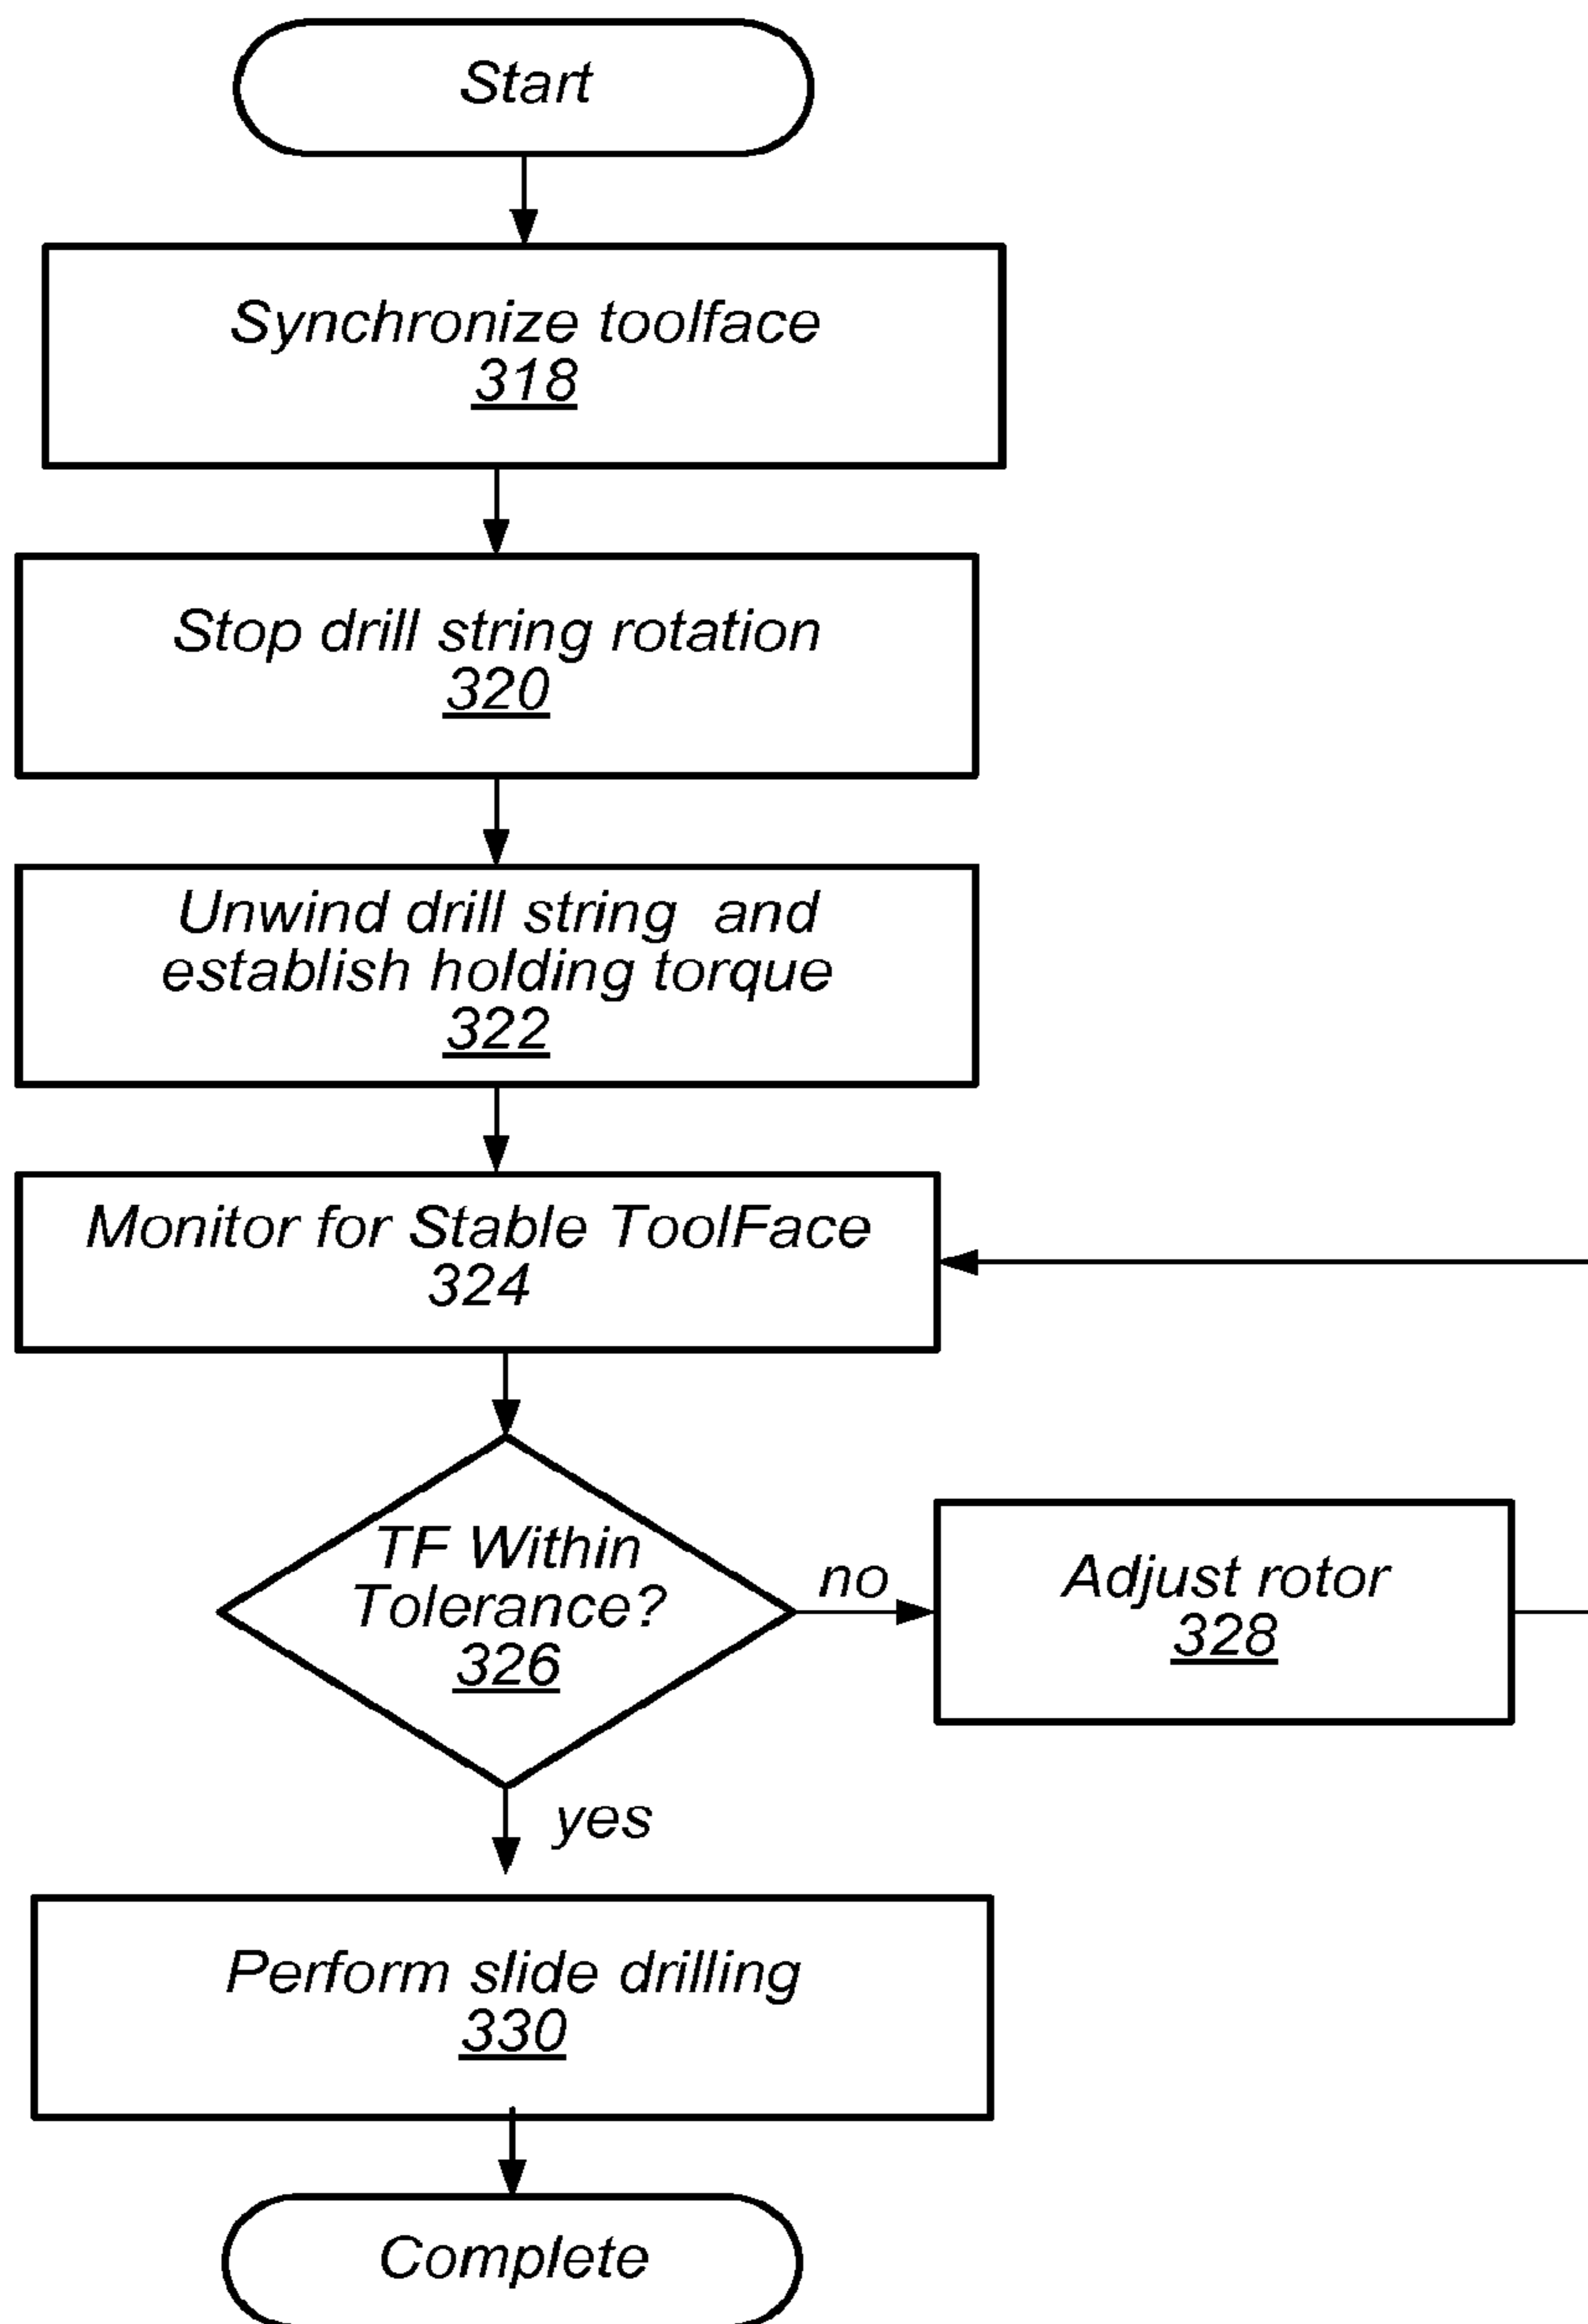 Start
Synchronize toolface
318
Stop drill string rotation
320
Unwind drill string and
establish holding torque
322
Monitor for Stable ToolFace
324
TF Within
Tolerance?
326
no
Adjust rotor
328
yes
Perform slide drilling
330
Complete